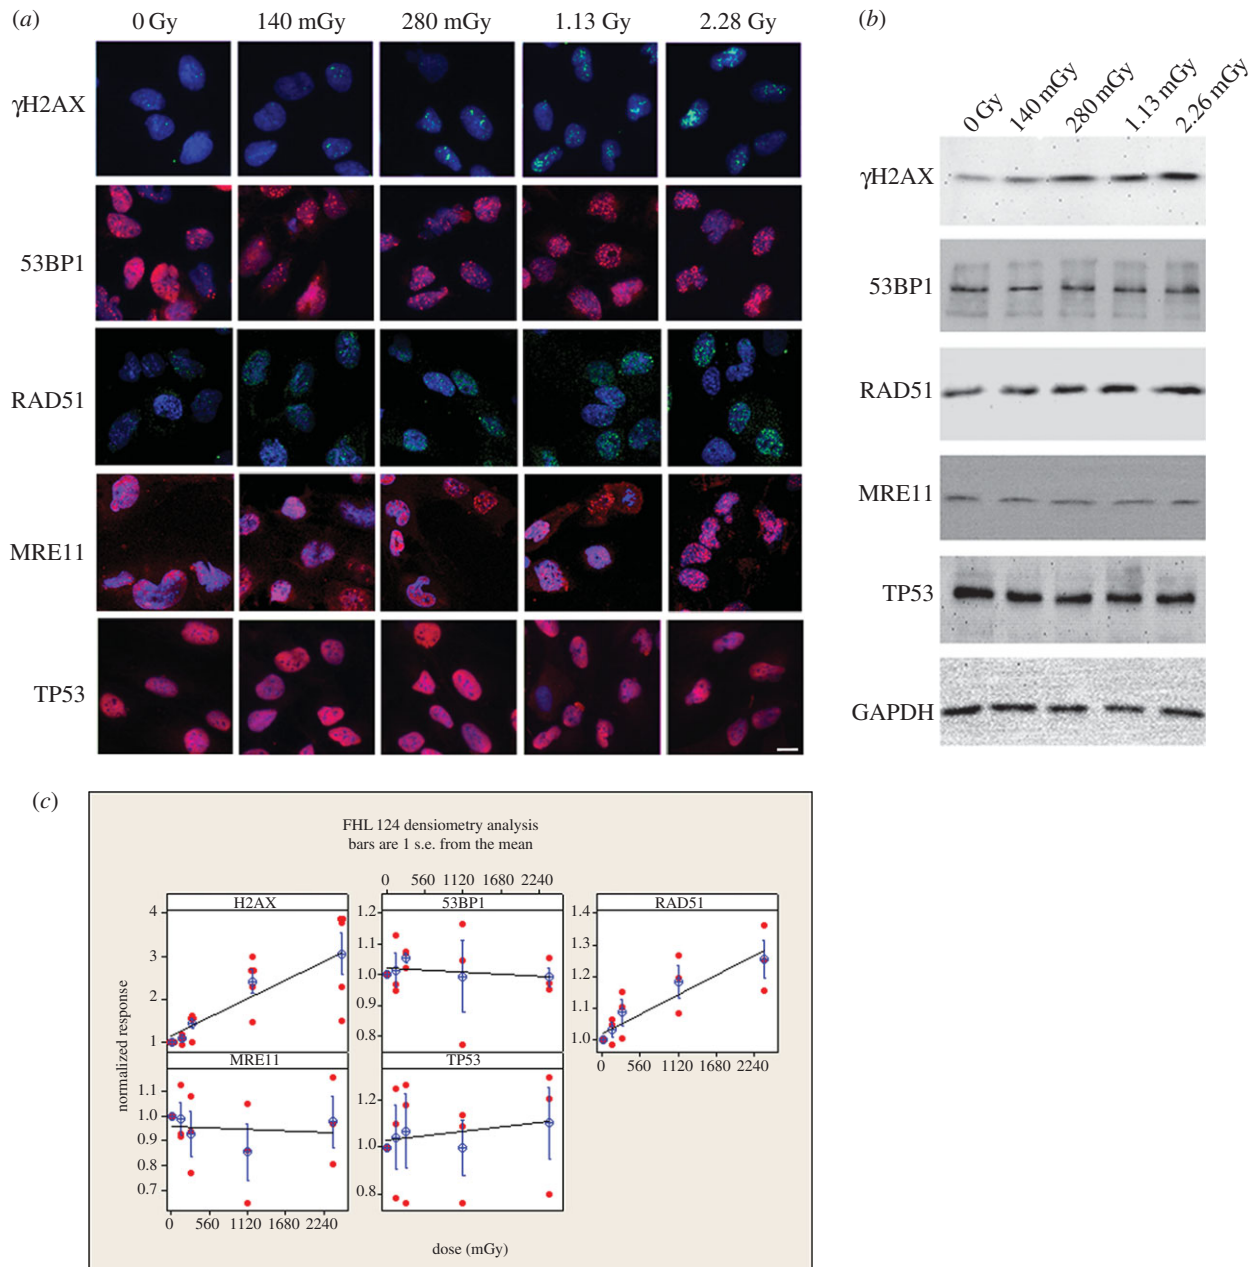 (a)
0 Gy 140 mGy 280 mGy 1.13 Gy 2.28 Gy
γH2AX
53BP1
RAD51
MRE11
TP53
(b)
0 Gy 140 mGy 280 mGy 1.13 mGy 2.26 mGy
γH2AX
53BP1
RAD51
MRE11
TP53
GAPDH
(c)
FHL 124 densiometry analysis
bars are 1 s.e. from the mean
0 560 1120 1680 2240
H2AX 53BP1 RAD51
4
3
2
1
1.2
1.1
1.0
0.9
0.8
1.4
1.3
1.2
1.1
1.0
0 560 1120 1680 2240
normalized response
MRE11 TP53
1.1
1.0
0.9
0.8
0.7
1.2
1.0
0.8
0 560 1120 1680 2240
dose (mGy)